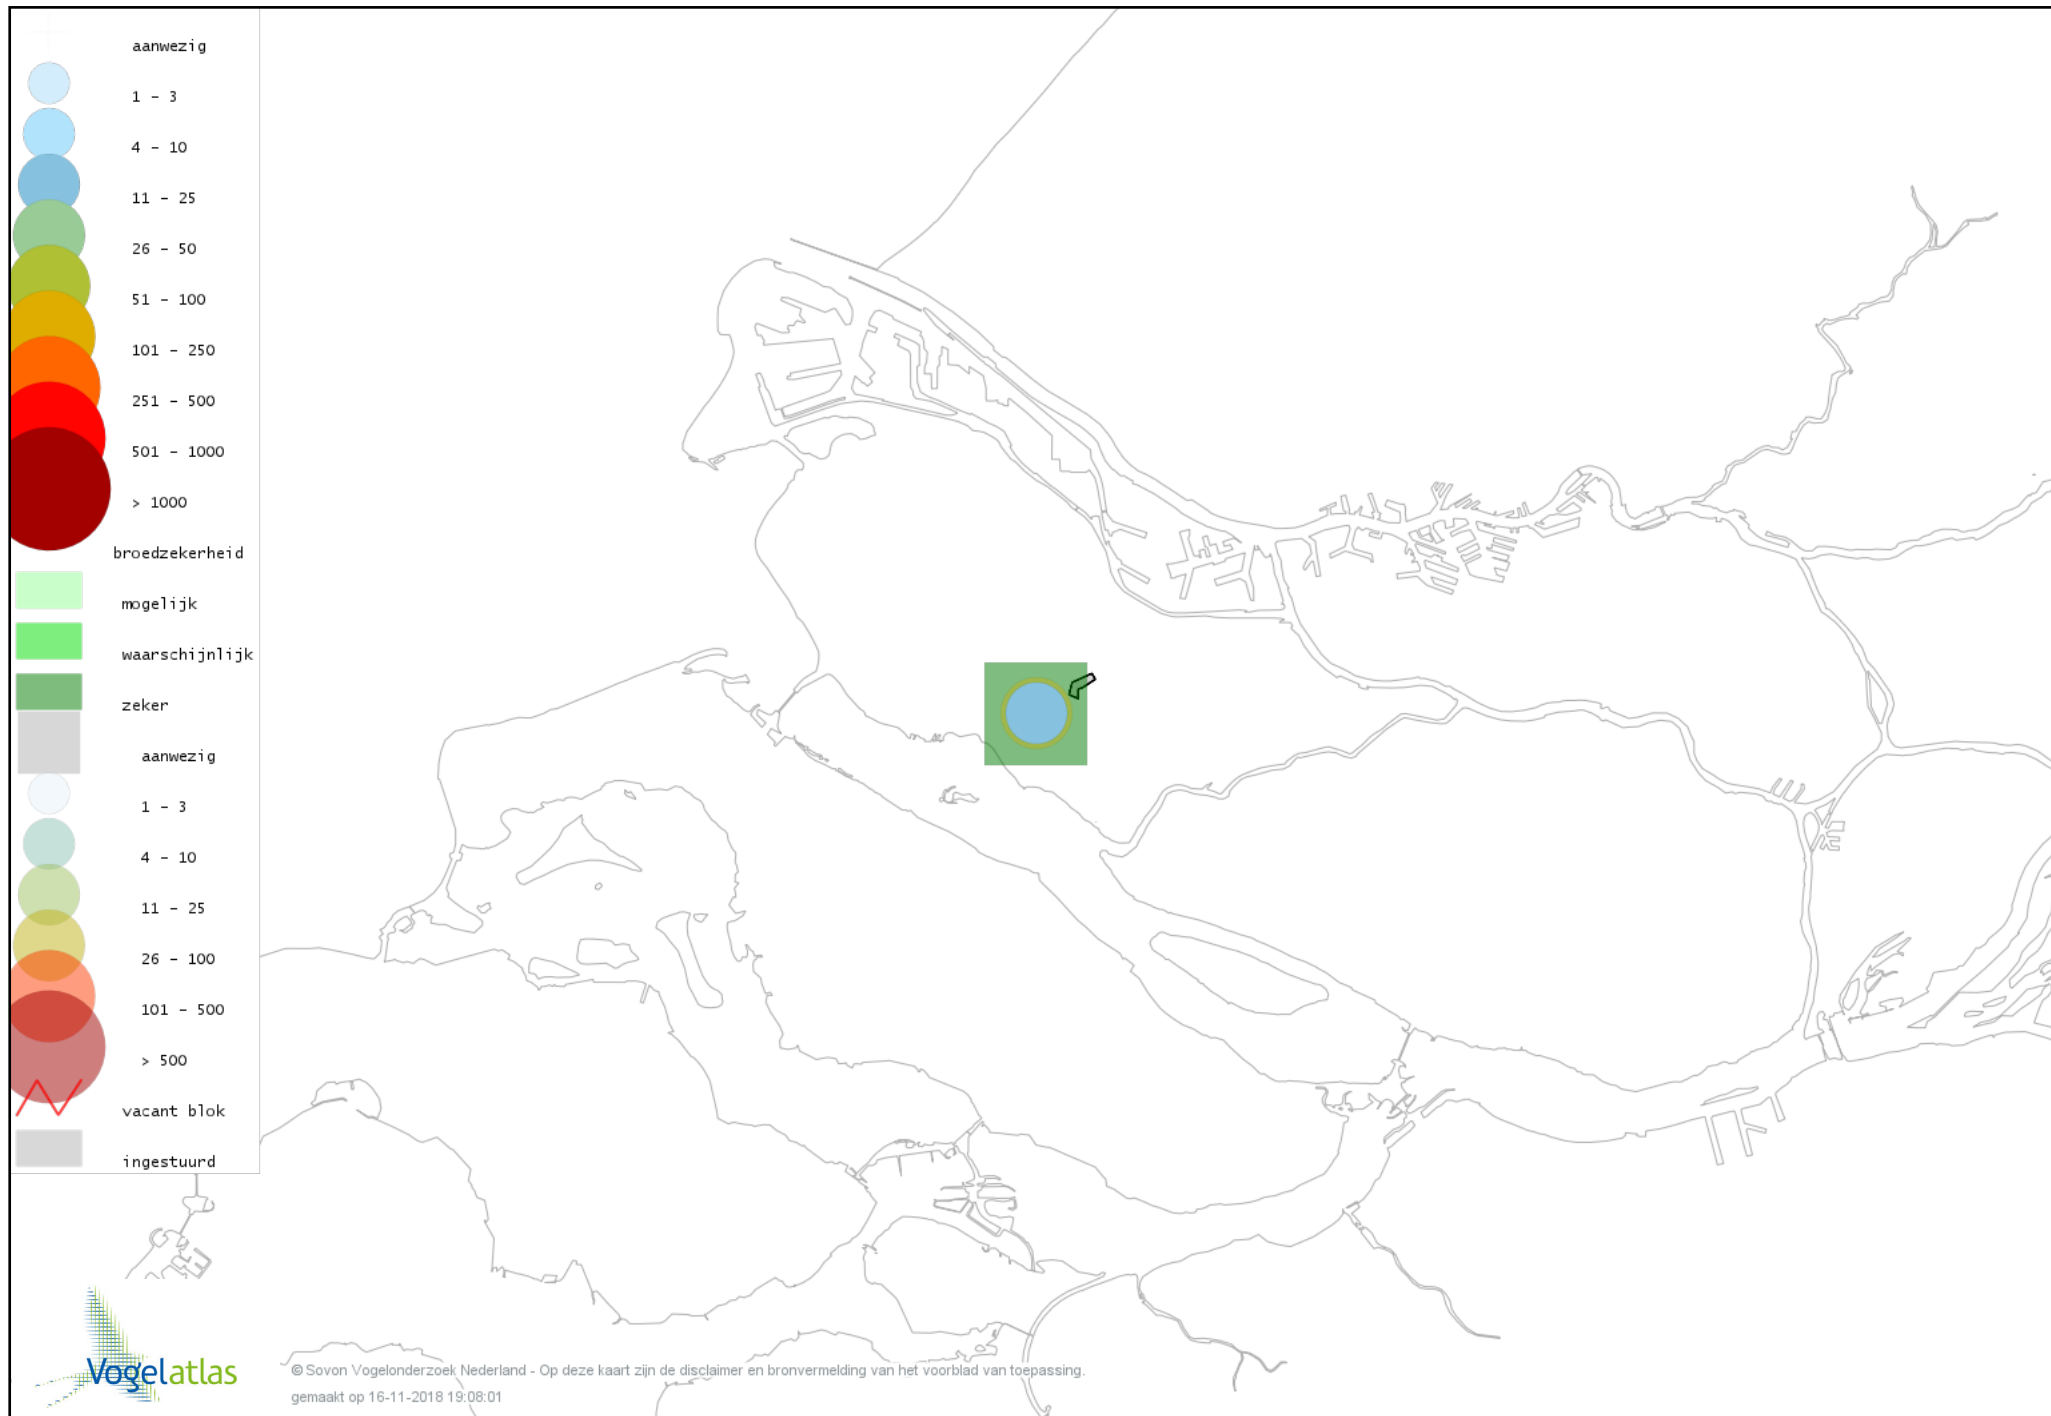 aanwezig
1 - 3
4 - 10
11 - 25
26 - 50
51 - 100
101 - 250
251 - 500
501 - 1000
> 1000
broedzekerheid
mogelijk
waarschijnlijk
zeker
aanwezig
1 - 3
4 - 10
11 - 25
26 - 100
101 - 500
> 500
vacant blok
ingestuurd
Vogelatlas
© Sovon Vogelonderzoek Nederland - Op deze kaart zijn de disclaimer en bronvermelding van het voorblad van toepassing.
gemaakt op 16-11-2018 19:08:01